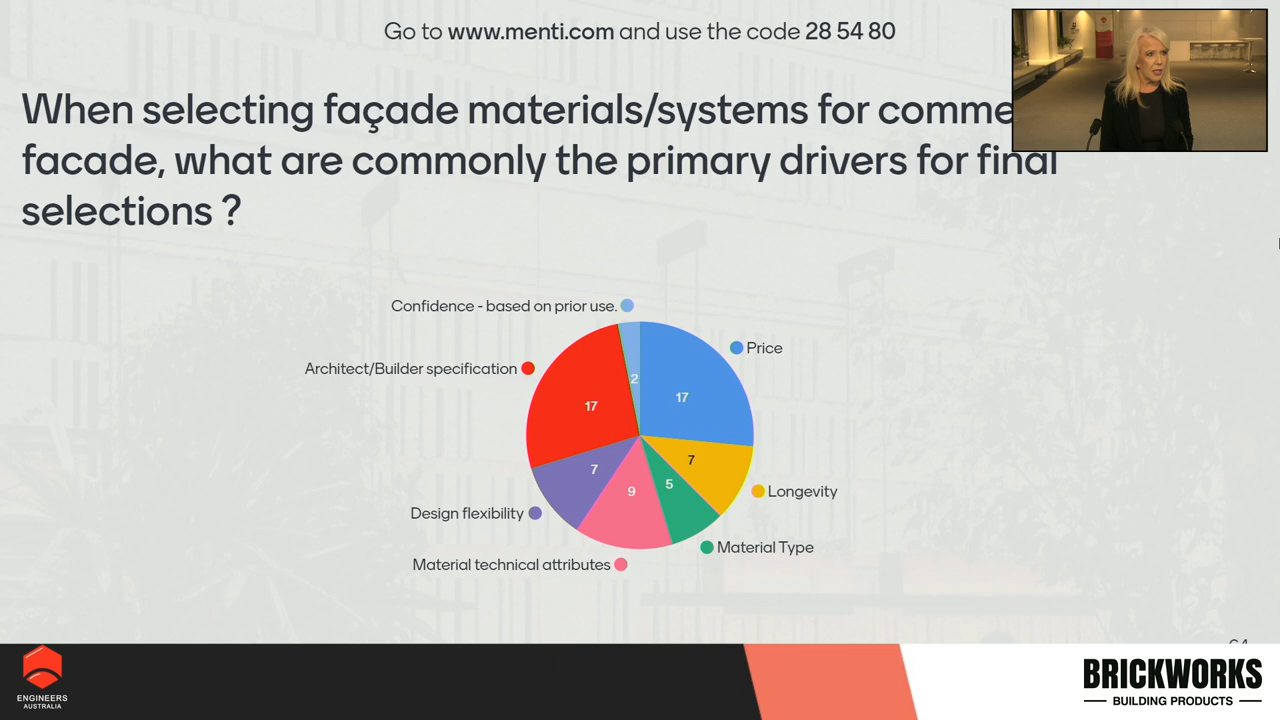 Go to www.menti.com and use the code 28 54 80
When selecting façade materials/systems for comme
facade, what are commonly the primary drivers for final
selections ?
Confidence - based on prior use.
Price
Architect/Builder specification
2
17
17
7
7
5
9
Longevity
Design flexibility
Material Type
Material technical attributes
ENGINEERS
AUSTRALIA
BRICKWORKS
BUILDING PRODUCTS